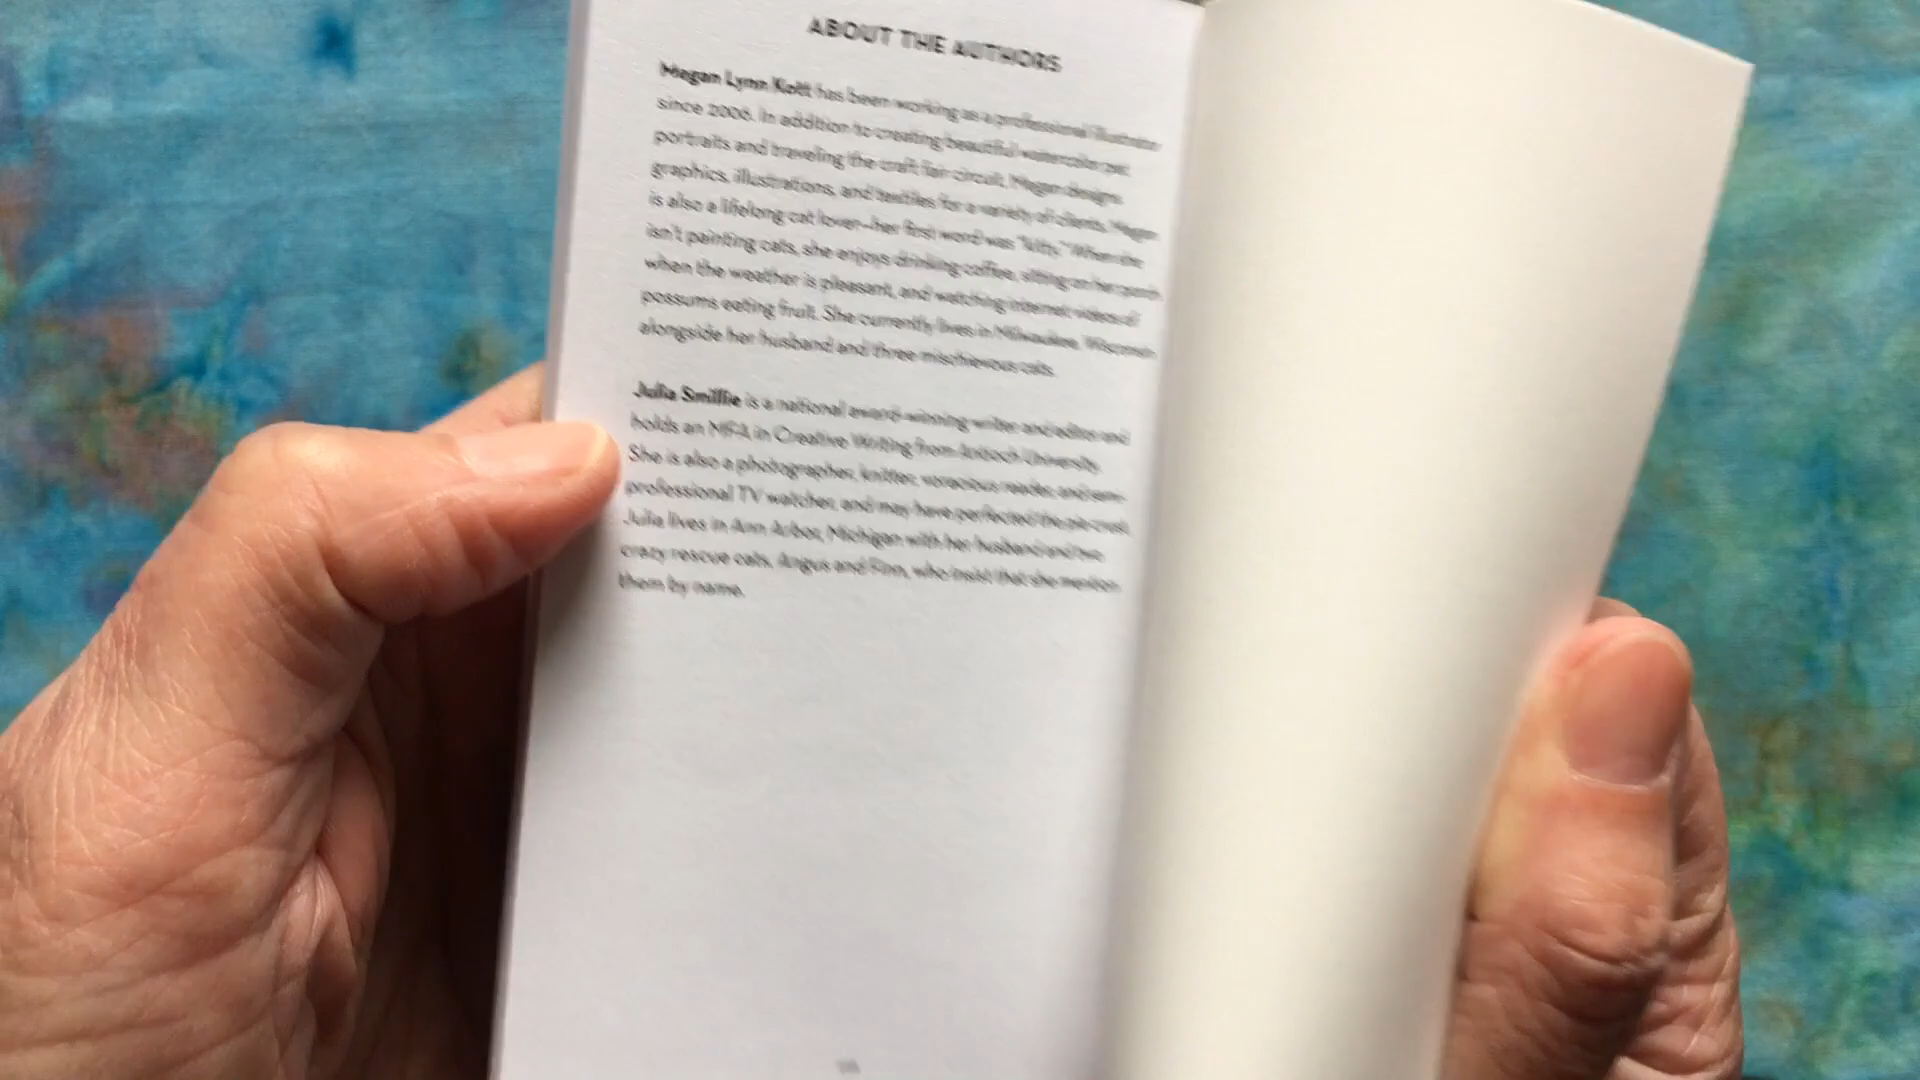 ABOUT THE AUTHORS
Megan Lynn Kott has been working as a professional illustrator
since 2006. In addition to creating beautiful watercolor pet
portraits and traveling the craft fair circuit, Megan designs
graphics, illustrations, and textiles for a variety of clients. Megan
is also a lifelong cat lover—her first word was "kitty." When she
isn't painting cats, she enjoys drinking coffee, sitting on her porch
when the weather is pleasant, and watching internet videos of
possums eating fruit. She currently lives in Milwaukee, Wisconsin
alongside her husband and three mischievous cats.
Julia Smillie is a national award-winning writer and editor and
holds an MFA in Creative Writing from Antioch University.
She is also a photographer, knitter, voracious reader, and semi-
professional TV watcher, and may have perfected the pie crust.
Julia lives in Ann Arbor, Michigan with her husband and two
crazy rescue cats, Angus and Finn, who insist that she mention
them by name.